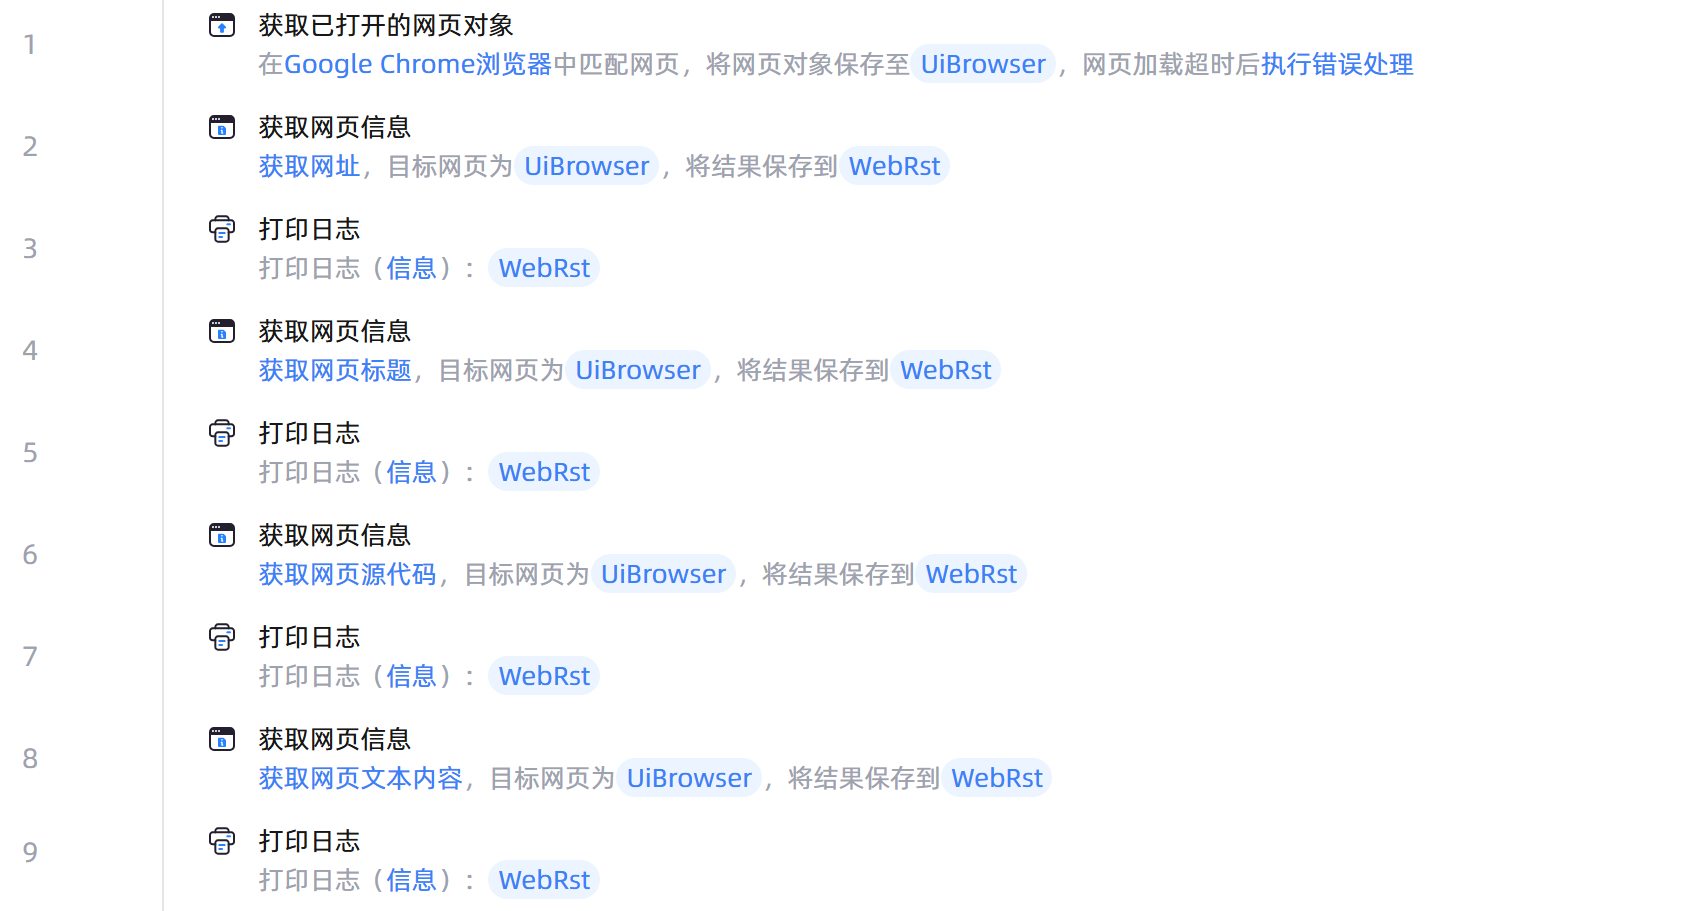 1
获取已打开的网页对象
在Google Chrome浏览器中匹配网页，将网页对象保存至 UiBrowser ，网页加载超时后执行错误处理
2
获取网页信息
获取网址，目标网页为 UiBrowser ，将结果保存到 WebRst
3
打印日志
打印日志（信息）： WebRst
4
获取网页信息
获取网页标题，目标网页为 UiBrowser ，将结果保存到 WebRst
5
打印日志
打印日志（信息）： WebRst
6
获取网页信息
获取网页源代码，目标网页为 UiBrowser ，将结果保存到 WebRst
7
打印日志
打印日志（信息）： WebRst
8
获取网页信息
获取网页文本内容，目标网页为 UiBrowser ，将结果保存到 WebRst
9
打印日志
打印日志（信息）： WebRst